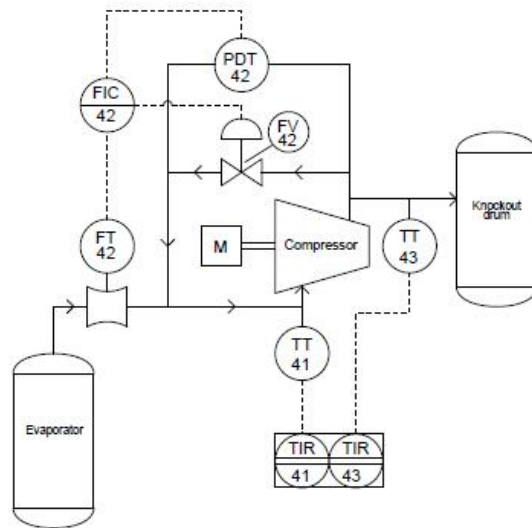 PDT
42
FIC
42
FV
42
FT
42
M
Compressor
Knpokout
drum
TT
43
TT
41
Evaporator
TIR
41
TIR
43